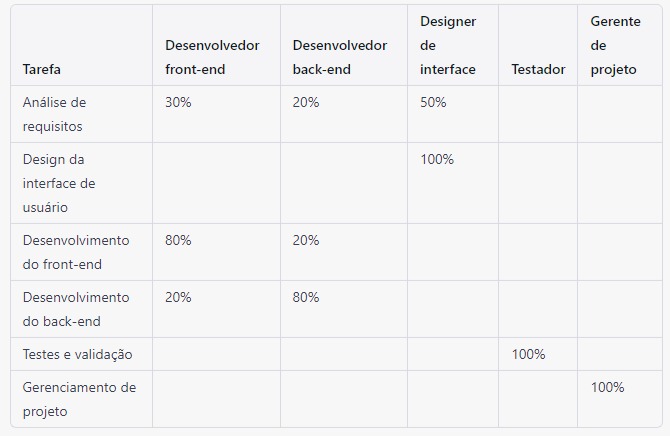 Tarefa
Desenvolvedor
front-end
Desenvolvedor
back-end
Designer
de
interface
Testador
Gerente
de
projeto
Análise de
requisitos
30%
20%
50%
Design da
interface de
usuário
100%
Desenvolvimento
do front-end
80%
20%
Desenvolvimento
do back-end
20%
80%
Testes e validação
100%
Gerenciamento de
projeto
100%